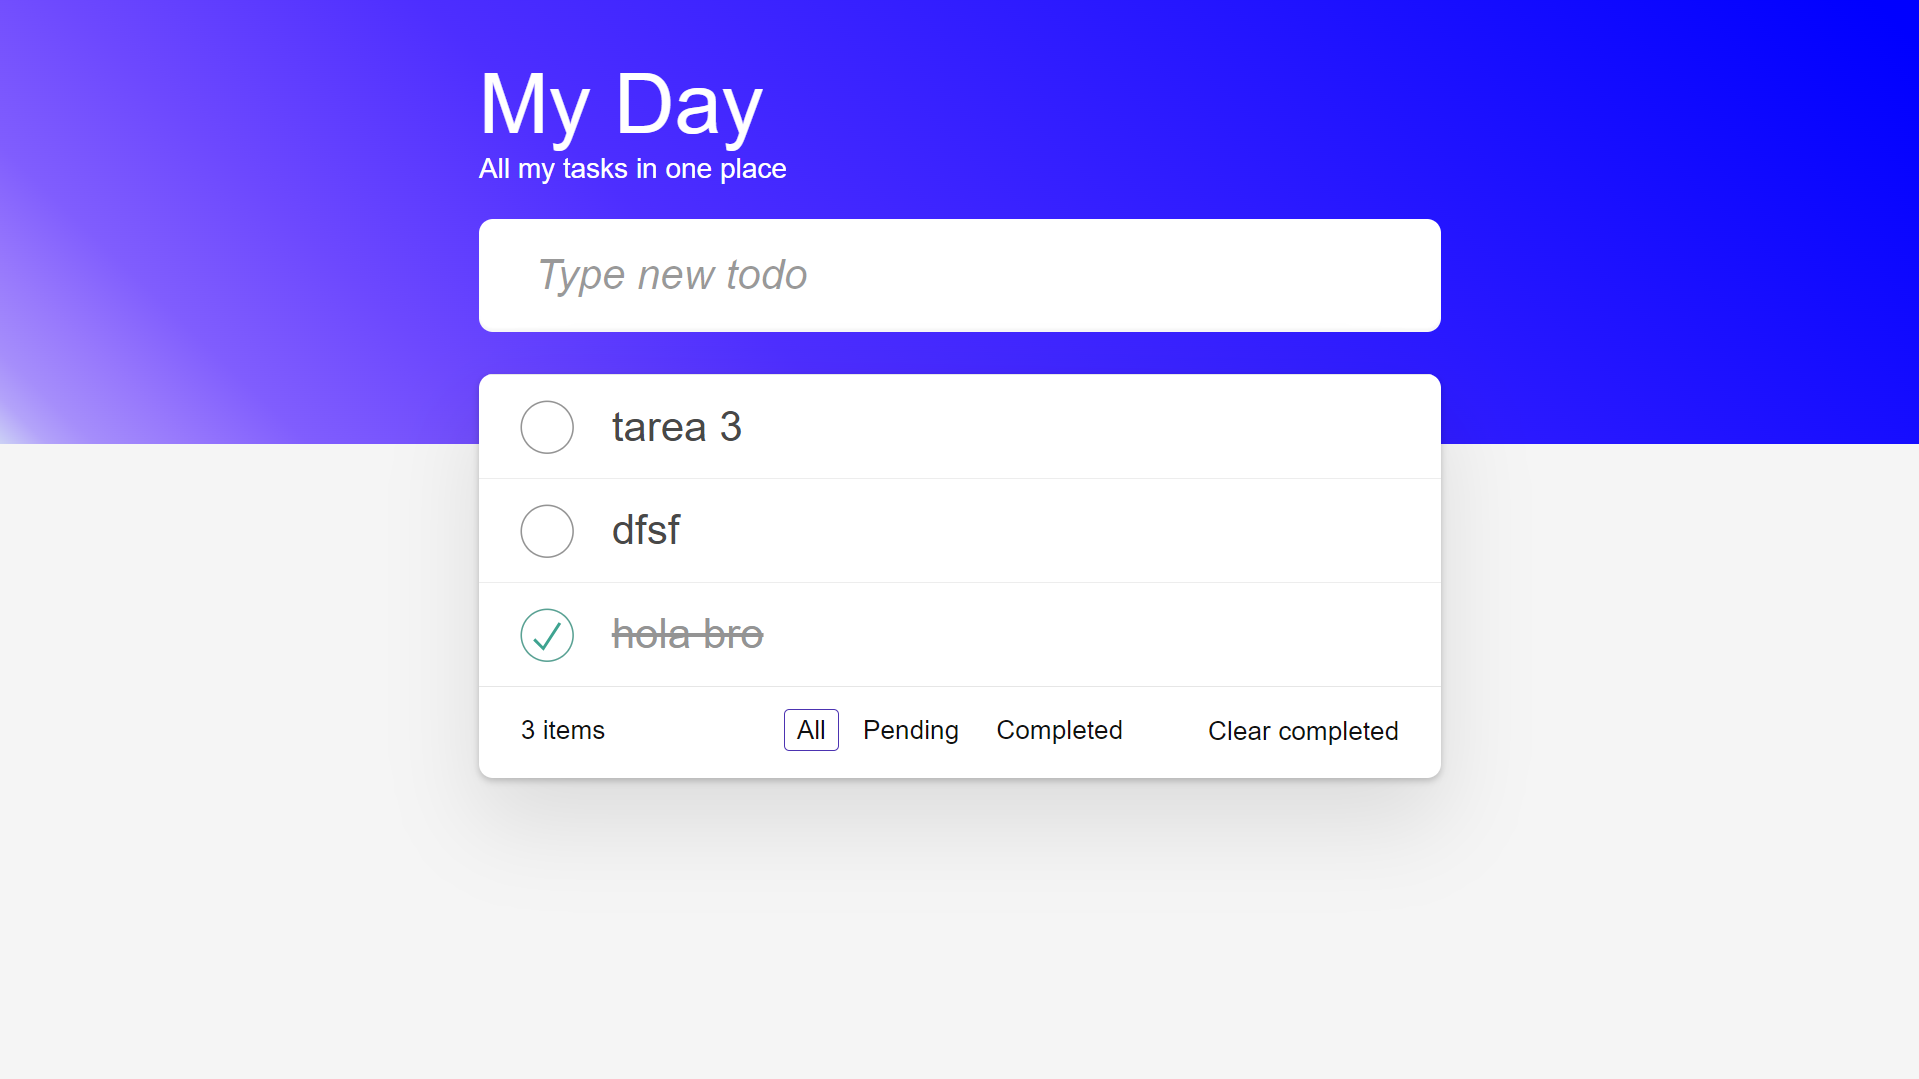 My Day
All my tasks in one place
Type new todo
tarea 3
dfsf
hola bro
3 items All Pending Completed Clear completed